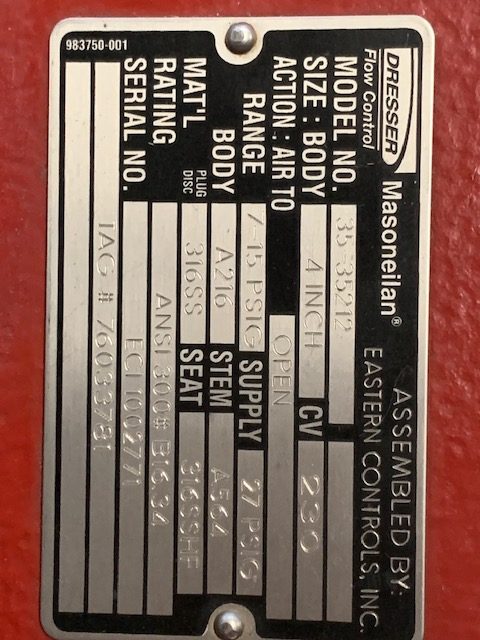 DRESSER
Flow Control
Masoneilan®
ASSEMBLED BY:
EASTERN CONTROLS, INC.
MODEL NO. 35-35212
SIZE: BODY 4 INCH CV 230
ACTION: AIR TO OPEN
RANGE 7-15 PSIG SUPPLY 27 PSIG
BODY A216 STEM A564
MAT'L PLUG DISC 316SS SEAT 316SSHF
RATING ANSI 300# B16.34
SERIAL NO. ECI 1002771
TAG # 76033781
983750-001